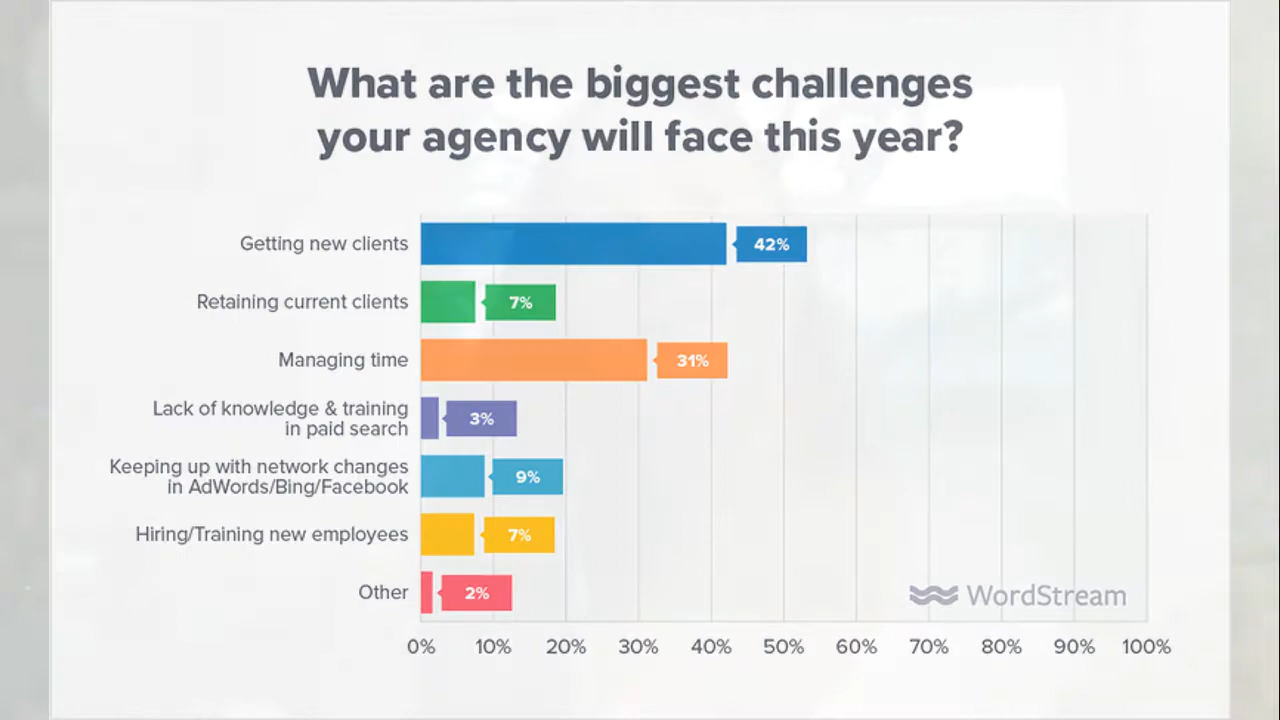 What are the biggest challenges
your agency will face this year?
Getting new clients
42%
Retaining current clients
7%
Managing time
31%
Lack of knowledge & training
in paid search
3%
Keeping up with network changes
in AdWords/Bing/Facebook
9%
Hiring/Training new employees
7%
Other
2%
WordStream
0% 10% 20% 30% 40% 50% 60% 70% 80% 90% 100%